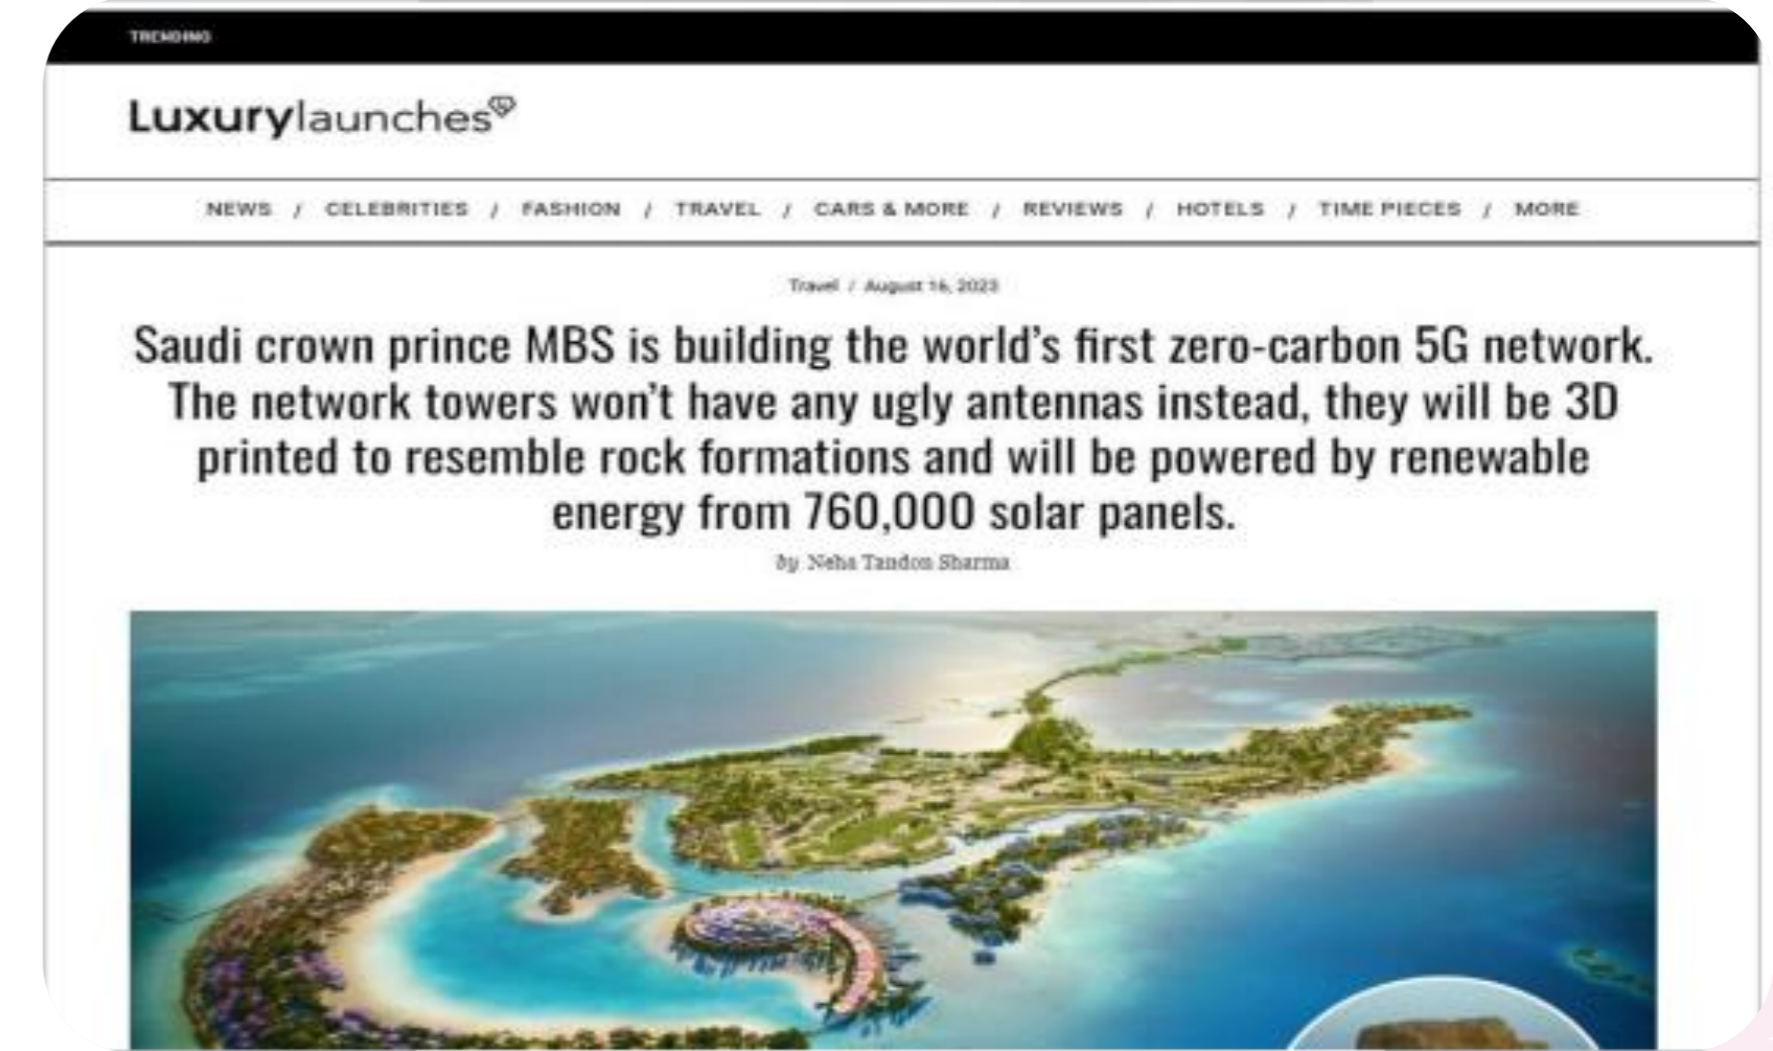 TRENDING
Luxurylaunches
NEWS / CELEBRITIES / FASHION / TRAVEL / CARS & MORE / REVIEWS / HOTELS / TIME PIECES / MORE
Travel / August 16, 2023
Saudi crown prince MBS is building the world’s first zero-carbon 5G network.
The network towers won’t have any ugly antennas instead, they will be 3D
printed to resemble rock formations and will be powered by renewable
energy from 760,000 solar panels.
by Neha Tandon Sharma